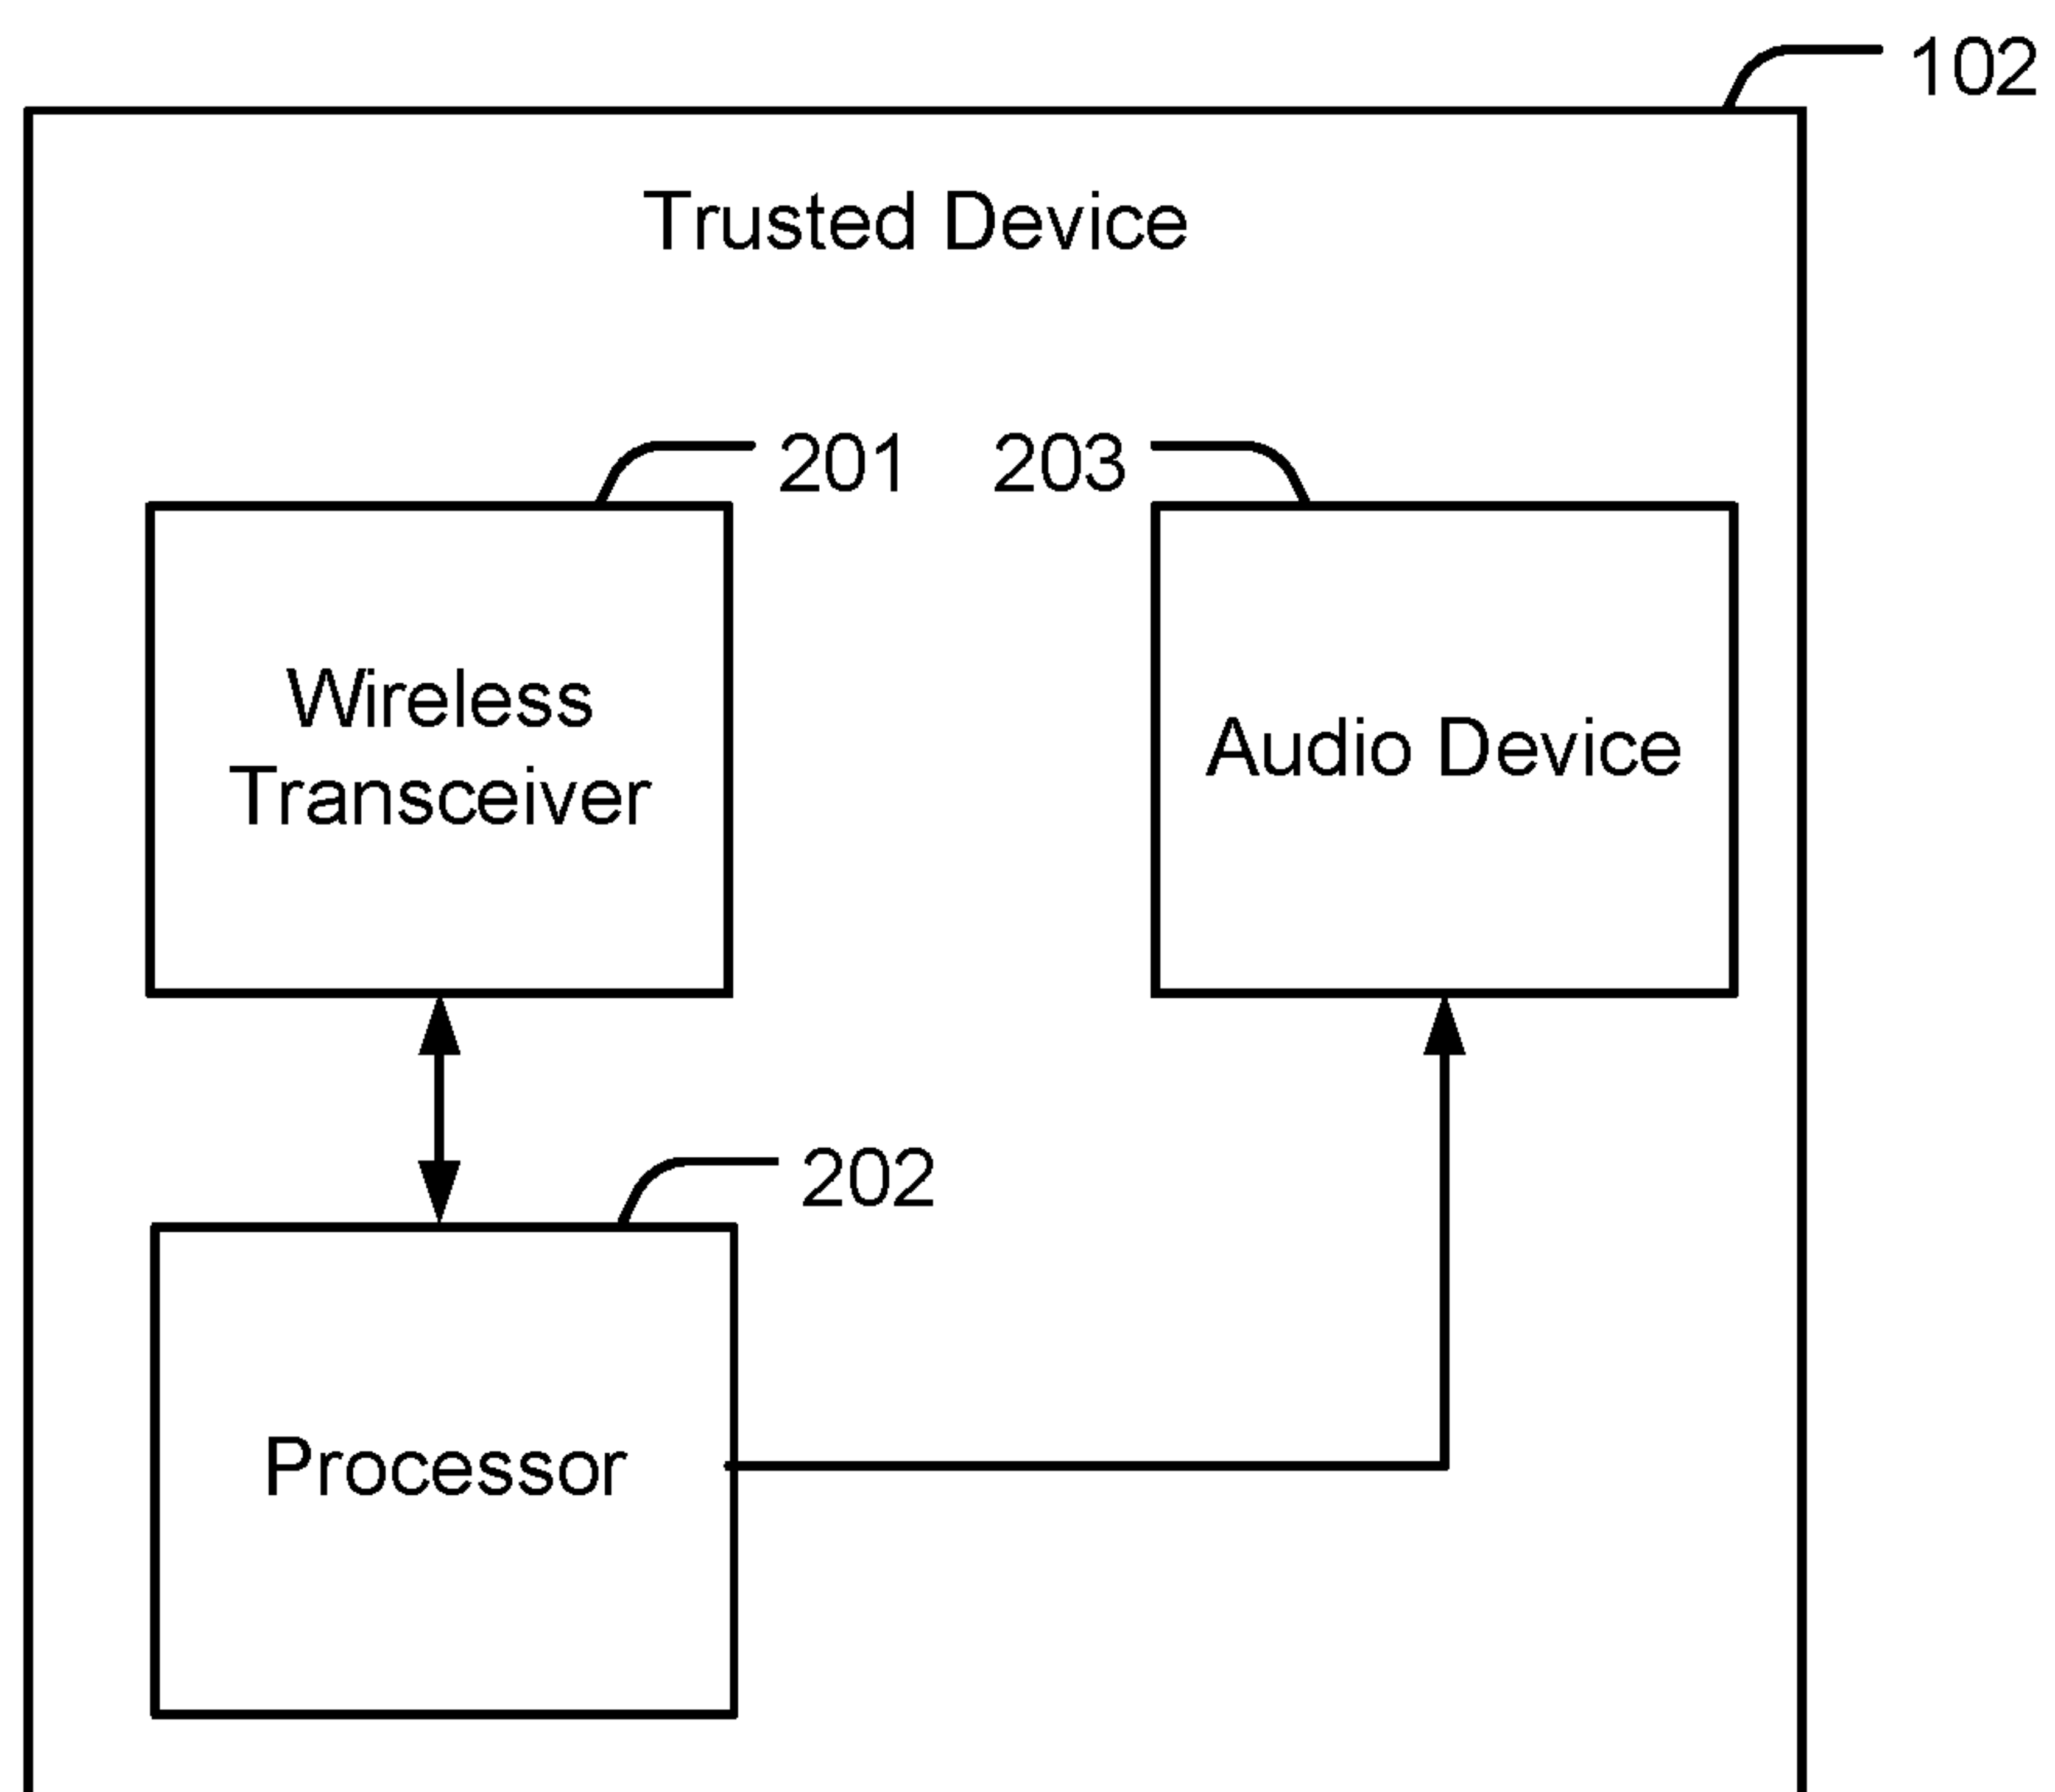 102
Trusted Device
201
203
Wireless
Transceiver
Audio Device
202
Processor